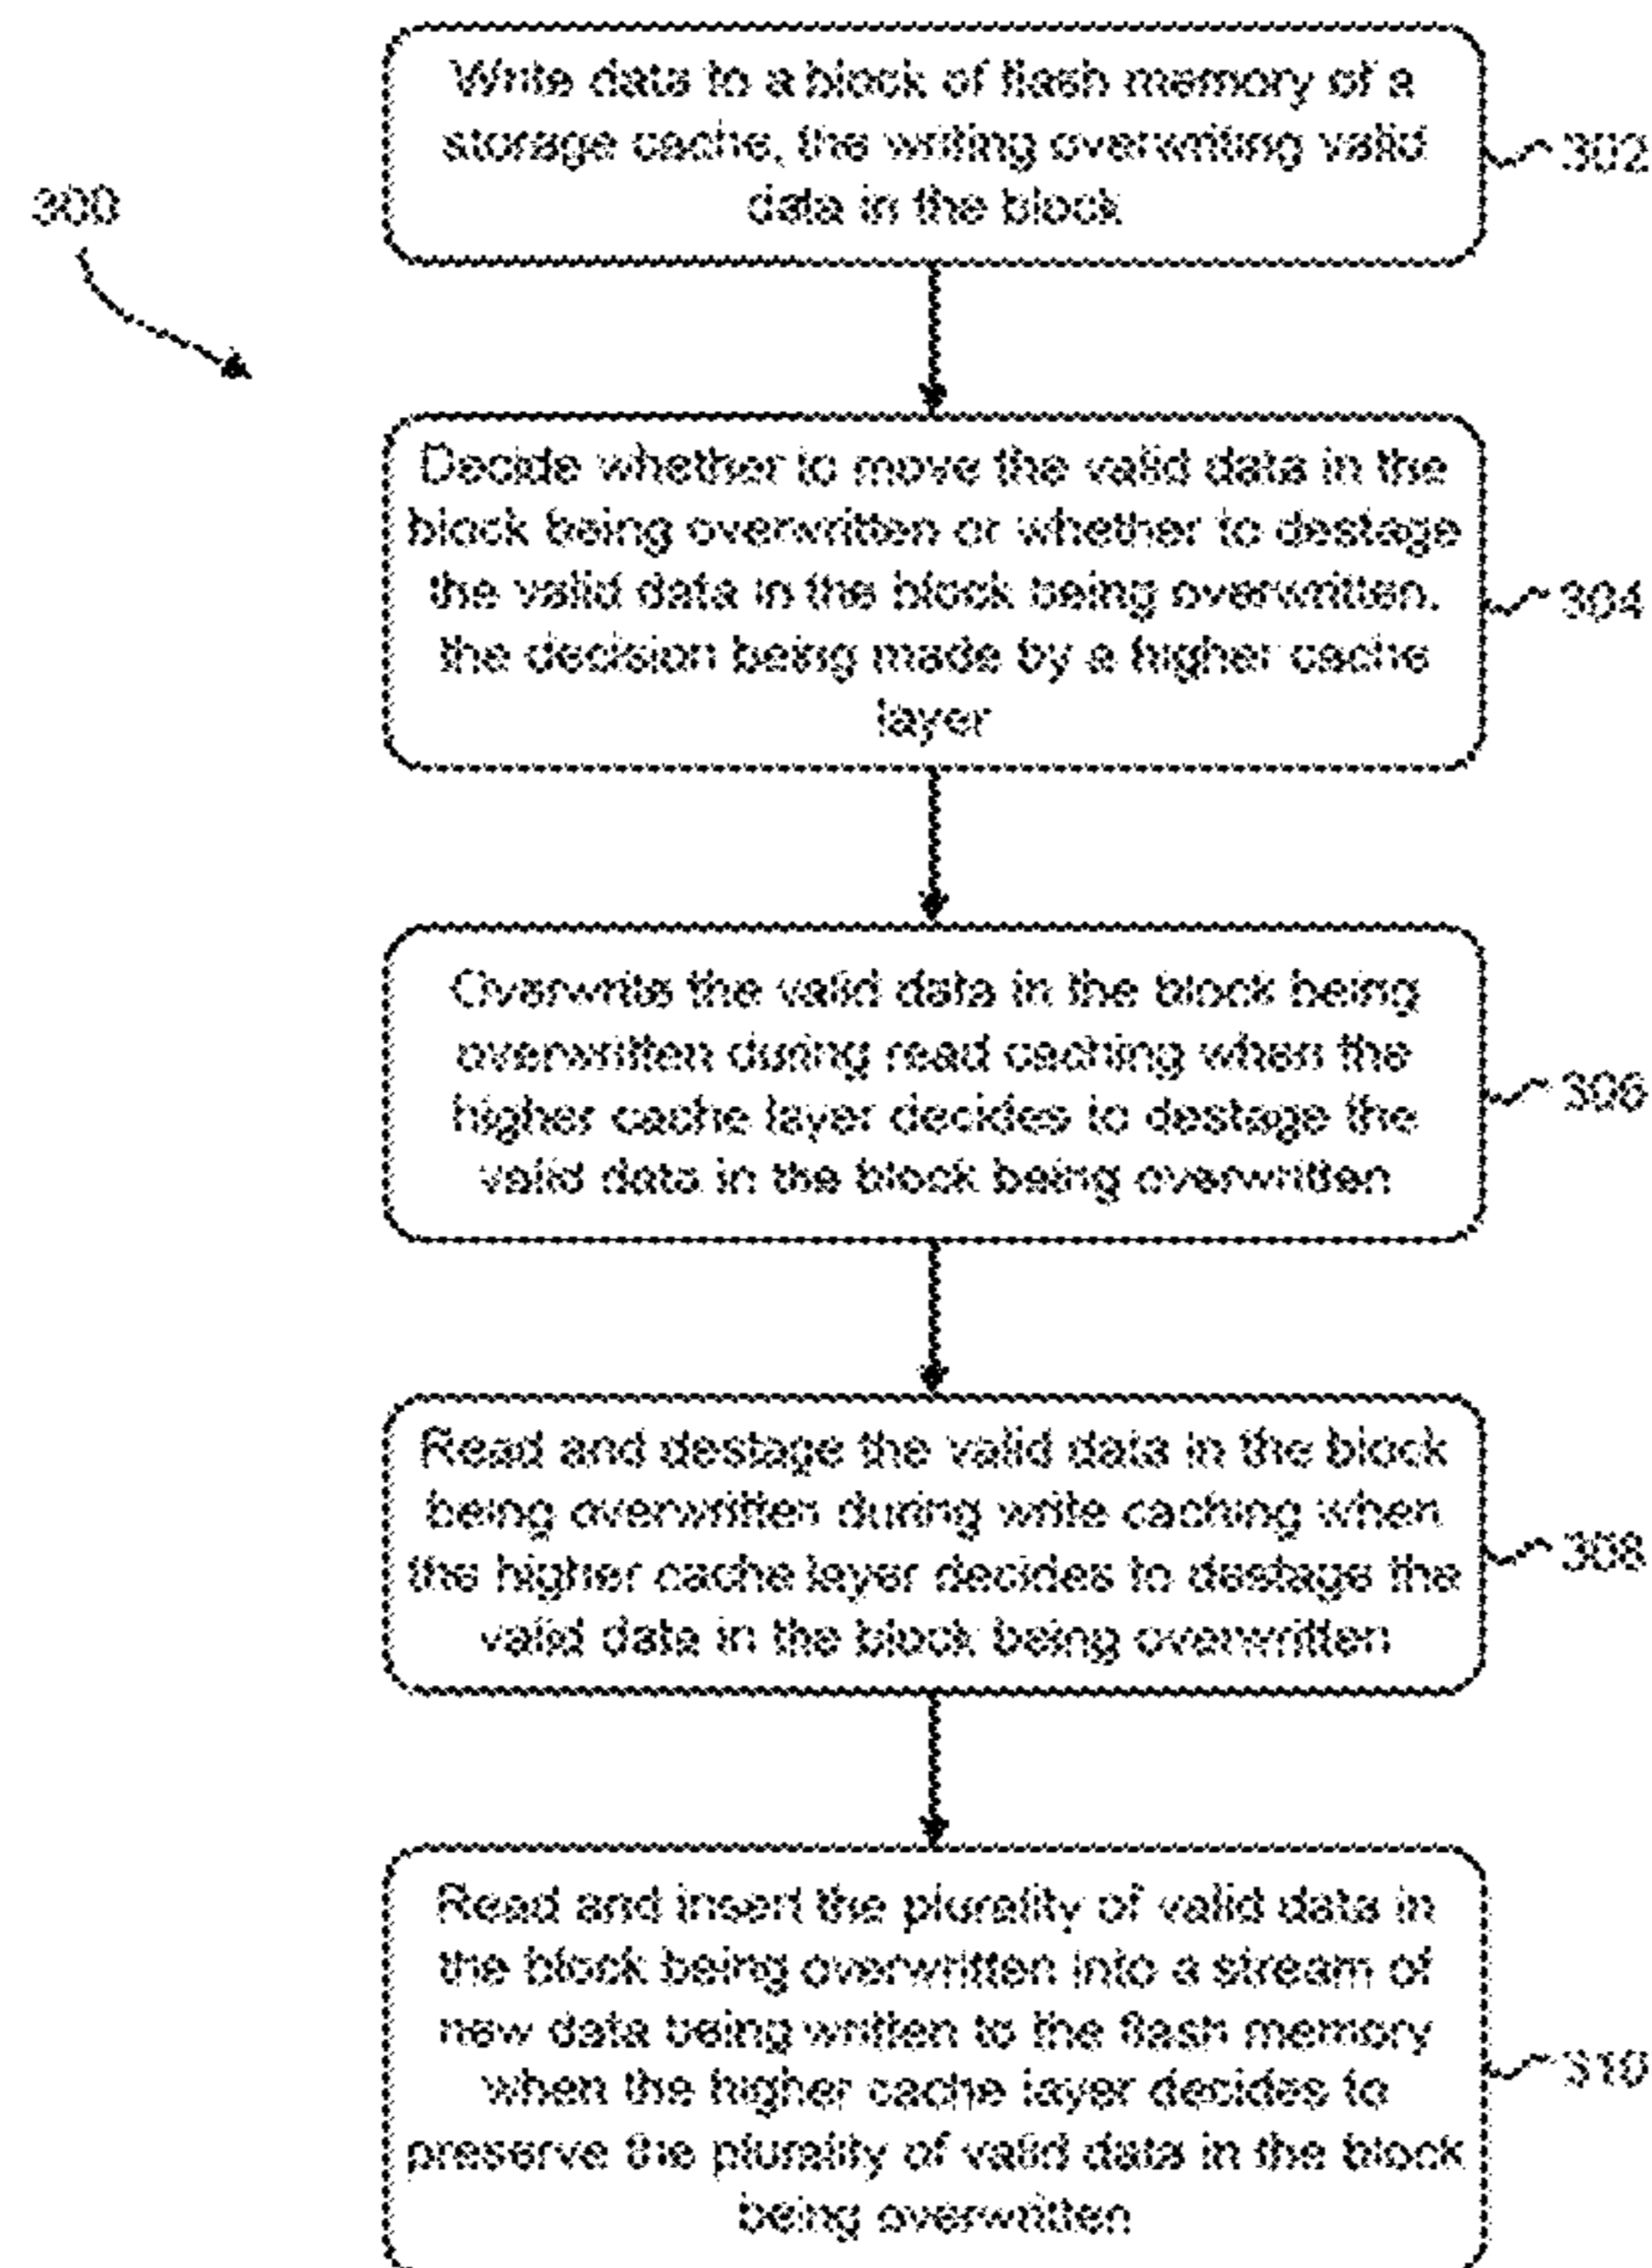 300
Write data to a block of flash memory of a
storage cache, the writing overwriting valid
data in the block
302
Decide whether to move the valid data in the
block being overwritten or whether to destage
the valid data in the block being overwritten,
the decision being made by a higher cache
layer
304
Overwrite the valid data in the block being
overwritten during read caching when the
higher cache layer decides to destage the
valid data in the block being overwritten
306
Read and destage the valid data in the block
being overwritten during write caching when
the higher cache layer decides to destage the
valid data in the block being overwritten
308
Read and insert the plurality of valid data in
the block being overwritten into a stream of
new data being written to the flash memory
when the higher cache layer decides to
preserve the plurality of valid data in the block
being overwritten
310